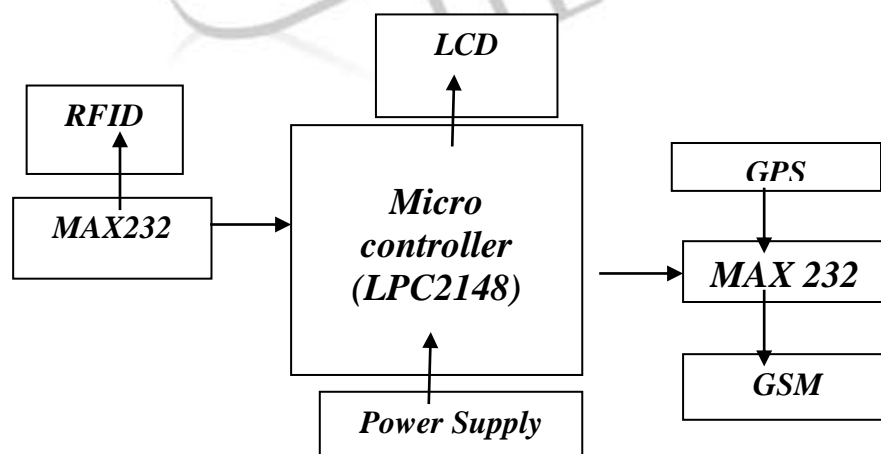 LCD
RFID
MAX232
Micro
controller
(LPC2148)
GPS
MAX 232
GSM
Power Supply